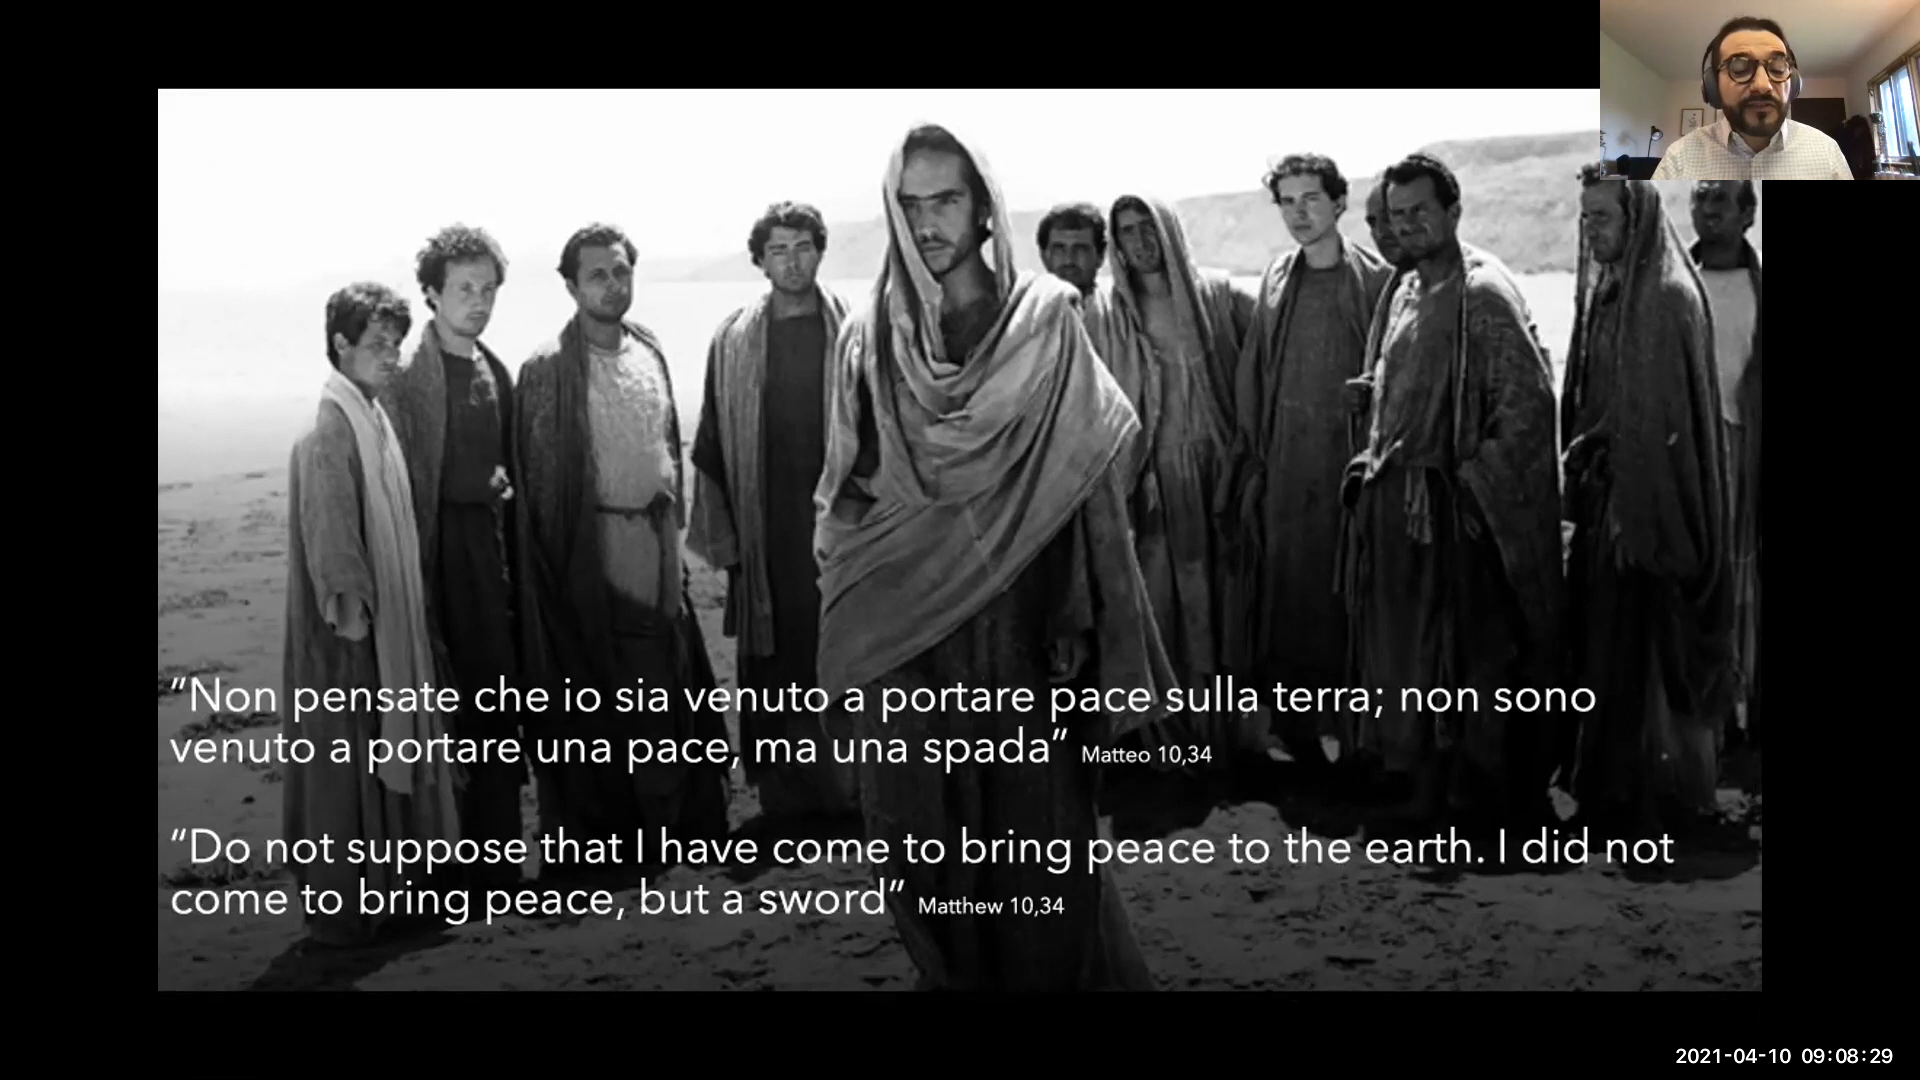 “Non pensate che io sia venuto a portare pace sulla terra; non sono
venuto a portare una pace, ma una spada” Matteo 10,34
“Do not suppose that I have come to bring peace to the earth. I did not
come to bring peace, but a sword” Matthew 10,34
2021-04-10 09:08:29